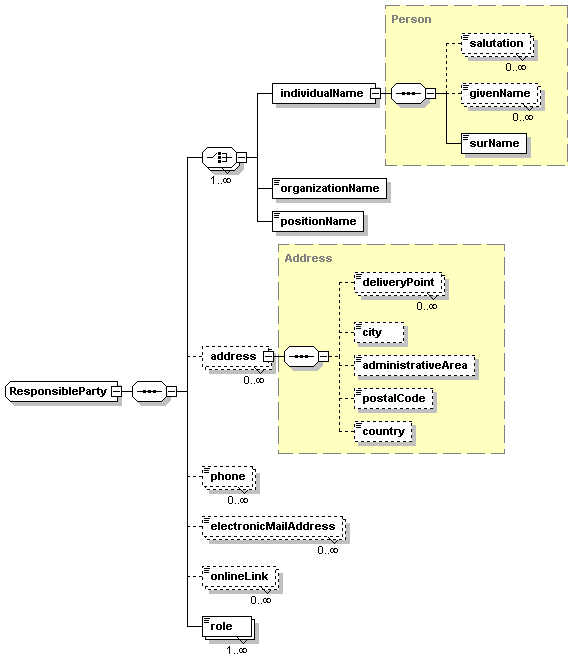 Person
salutation
0..∞
individualName
givenName
0..∞
surName
1..∞
organizationName
positionName
Address
deliveryPoint
0..∞
city
address
administrativeArea
0..∞
ResponsibleParty
postalCode
country
phone
0..∞
electronicMailAddress
0..∞
onlineLink
0..∞
role
1..∞